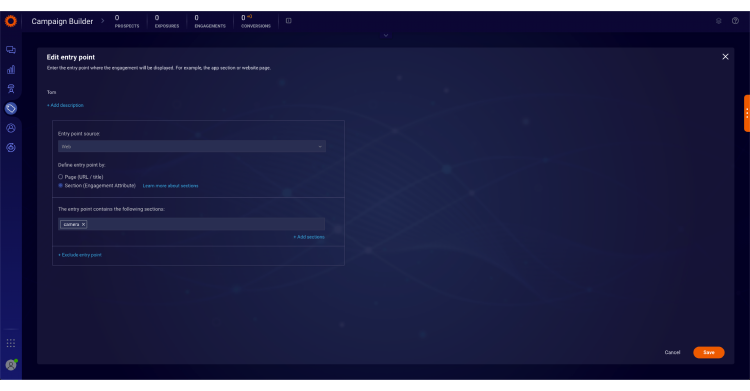 Campaign Builder
0
PROSPECTS
0
EXPOSURES
0
ENGAGEMENTS
0
CONVERSIONS
Edit entry point
Enter the entry point where the engagement will be displayed. For example, the app section or website page.
Tom
+ Add description
Entry point source:
Web
Define entry point by:
Page (URL / title)
Section (Engagement Attribute) Learn more about sections
The entry point contains the following sections:
camera ×
+ Add sections
+ Exclude entry point
Cancel
Save